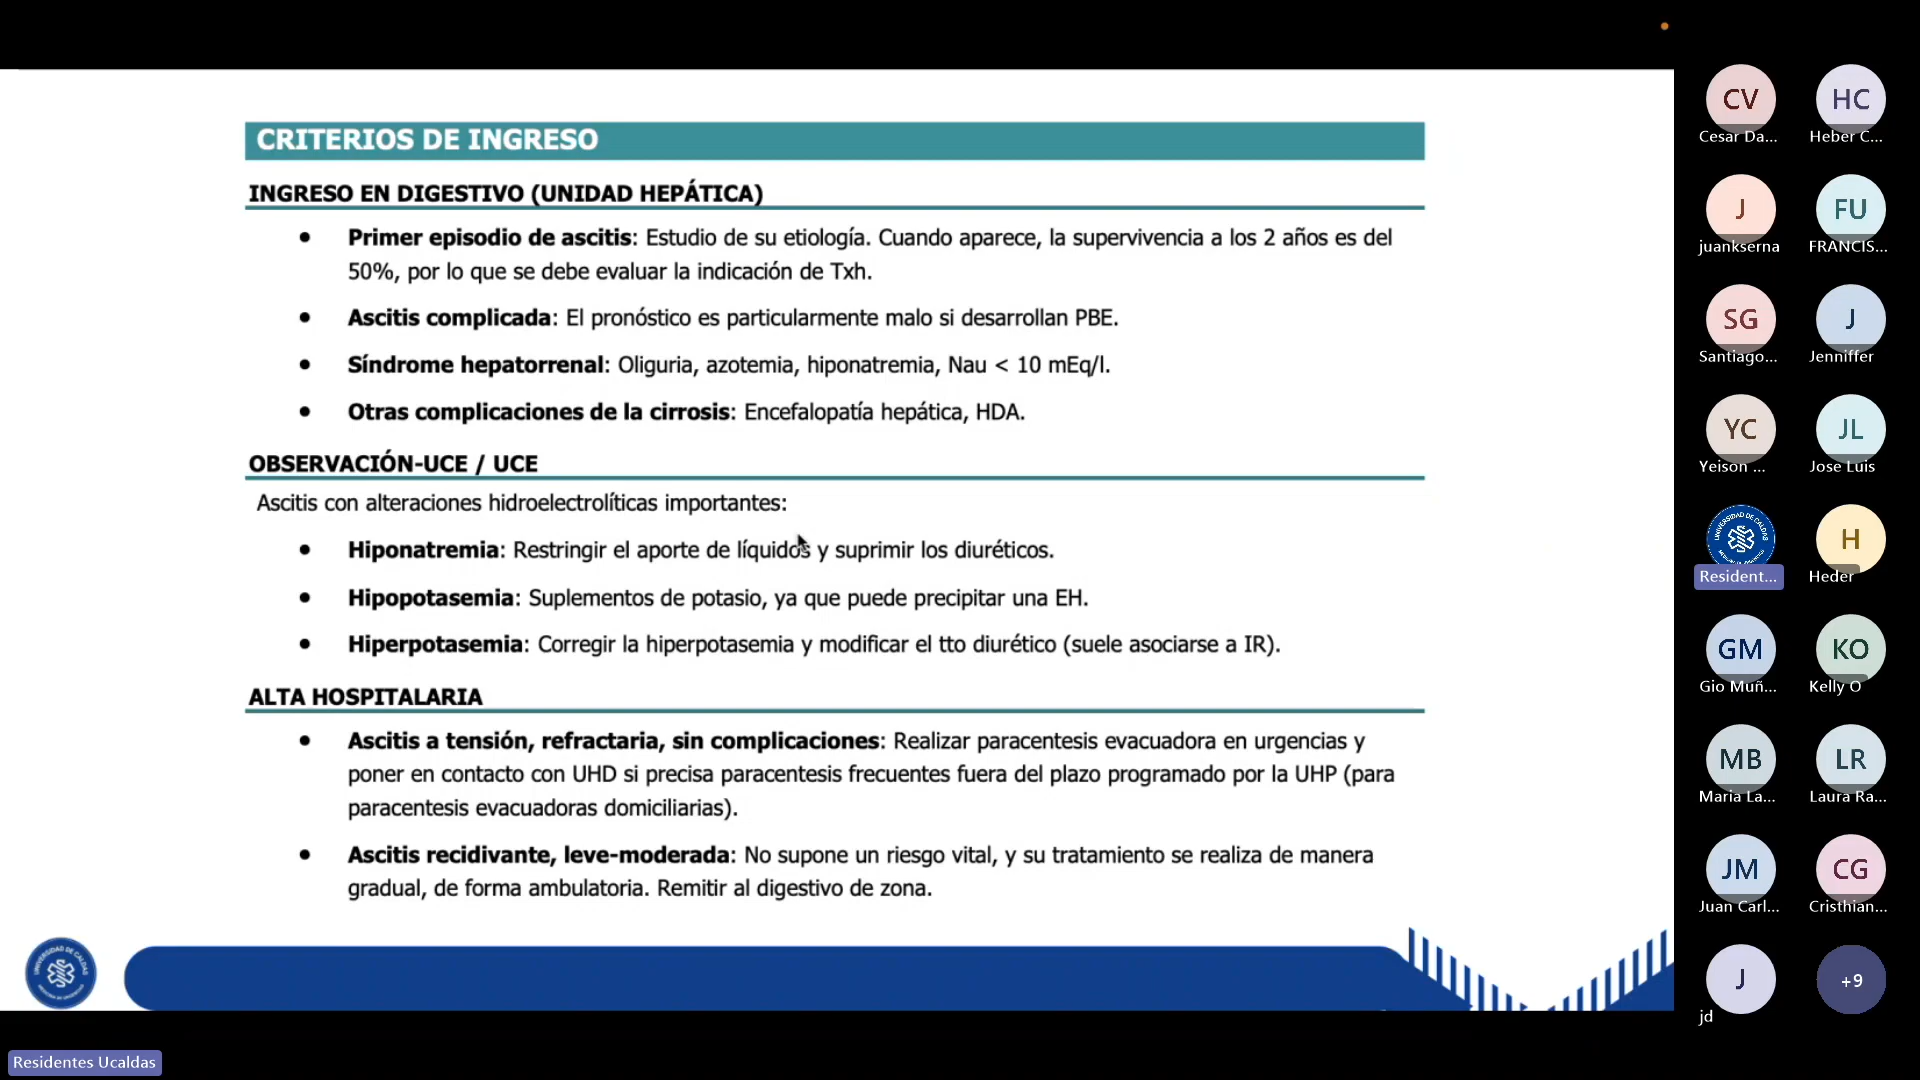 CRITERIOS DE INGRESO
INGRESO EN DIGESTIVO (UNIDAD HEPÁTICA)
• Primer episodio de ascitis: Estudio de su etiología. Cuando aparece, la supervivencia a los 2 años es del
50%, por lo que se debe evaluar la indicación de Txh.
• Ascitis complicada: El pronóstico es particularmente malo si desarrollan PBE.
• Síndrome hepatorrenal: Oliguria, azotemia, hiponatremia, Nau < 10 mEq/l.
• Otras complicaciones de la cirrosis: Encefalopatía hepática, HDA.
OBSERVACIÓN-UCE / UCE
Ascitis con alteraciones hidroelectrolíticas importantes:
• Hiponatremia: Restringir el aporte de líquidos y suprimir los diuréticos.
• Hipopotasemia: Suplementos de potasio, ya que puede precipitar una EH.
• Hiperpotasemia: Corregir la hiperpotasemia y modificar el tto diurético (suele asociarse a IR).
ALTA HOSPITALARIA
• Ascitis a tensión, refractaria, sin complicaciones: Realizar paracentesis evacuadora en urgencias y
poner en contacto con UHD si precisa paracentesis frecuentes fuera del plazo programado por la UHP (para
paracentesis evacuadoras domiciliarias).
• Ascitis recidivante, leve-moderada: No supone un riesgo vital, y su tratamiento se realiza de manera
gradual, de forma ambulatoria. Remitir al digestivo de zona.
UNIVERSIDAD DE CALDAS
Residentes Ucaldas
CV HC
Cesar Da... Heber C...
J FU
juankserna FRANCIS...
SG J
Santiago... Jenniffer
YC JL
Yeison ... Jose Luis
UNIVERSIDAD DE CALDAS H
Resident... Heder
GM KO
Gio Muñ... Kelly O
MB LR
Maria La... Laura Ra...
JM CG
Juan Carl... Cristhian...
J +9
jd